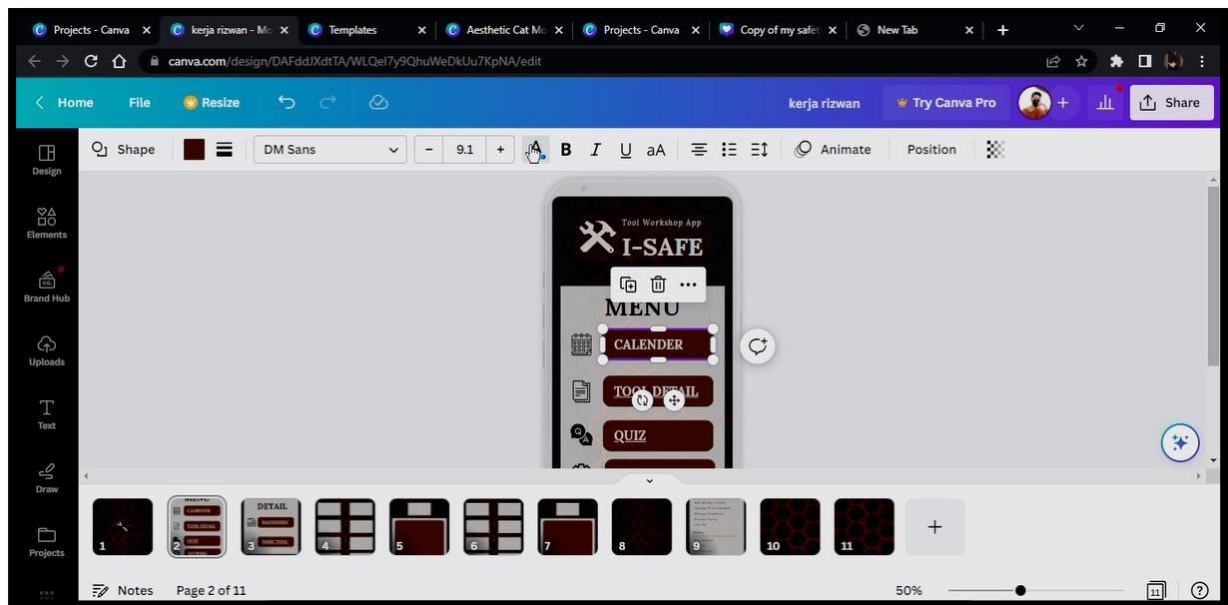 Projects - Canva
kerja rizwan - Mo
Templates
Aesthetic Cat Mo
Projects - Canva
Copy of my safet
New Tab
canva.com/design/DAFddJXdtTA/WLQel7y9QhuWeDkUu7KpNA/edit
Home File Resize kerja rizwan Try Canva Pro Share
Shape DM Sans - 9.1 + A B I U aA Animate Position
Design
Elements
Brand Hub
Uploads
Text
Draw
Projects
Tool Workshop App
I-SAFE
MENU
CALENDER
TOOL DETAIL
QUIZ
MENU
DETAIL
1 2 3 4 5 6 7 8 9 10 11
Notes Page 2 of 11 50% 11